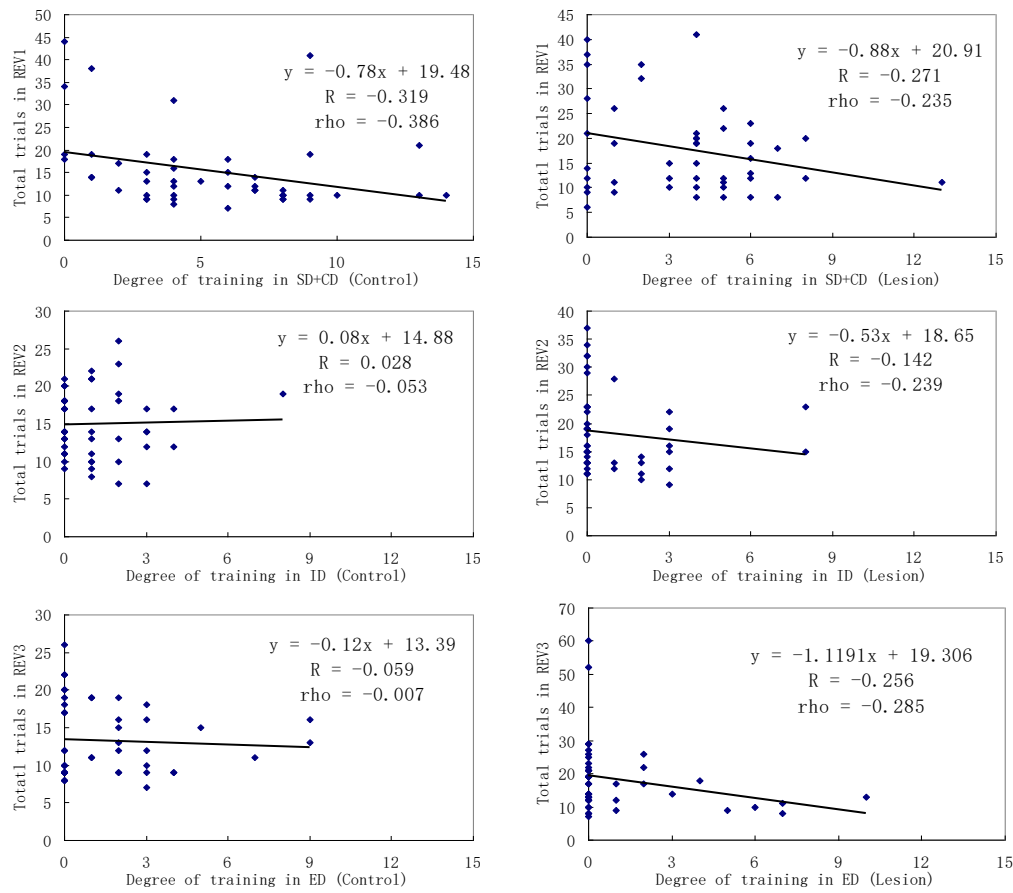 50
45
40
35
30
25
20
15
10
5
0
0 5 10 15
Total trials in REV1
y = -0.78x + 19.48
R = -0.319
rho = -0.386
Degree of training in SD+CD (Control)
45
40
35
30
25
20
15
10
5
0
0 3 6 9 12 15
Totatl trials in REV1
y = -0.88x + 20.91
R = -0.271
rho = -0.235
Degree of training in SD+CD (Lesion)
30
25
20
15
10
5
0
0 3 6 9 12 15
Total trials in REV2
y = 0.08x + 14.88
R = 0.028
rho = -0.053
Degree of training in ID (Control)
40
35
30
25
20
15
10
5
0
0 3 6 9 12 15
Totatl trials in REV2
y = -0.53x + 18.65
R = -0.142
rho = -0.239
Degree of training in ID (Lesion)
30
25
20
15
10
5
0
0 3 6 9 12 15
Totatl trials in REV3
y = -0.12x + 13.39
R = -0.059
rho = -0.007
Degree of training in ED (Control)
70
60
50
40
30
20
10
0
0 3 6 9 12 15
Total trials in REV3
y = -1.1191x + 19.306
R = -0.256
rho = -0.285
Degree of training in ED (Lesion)